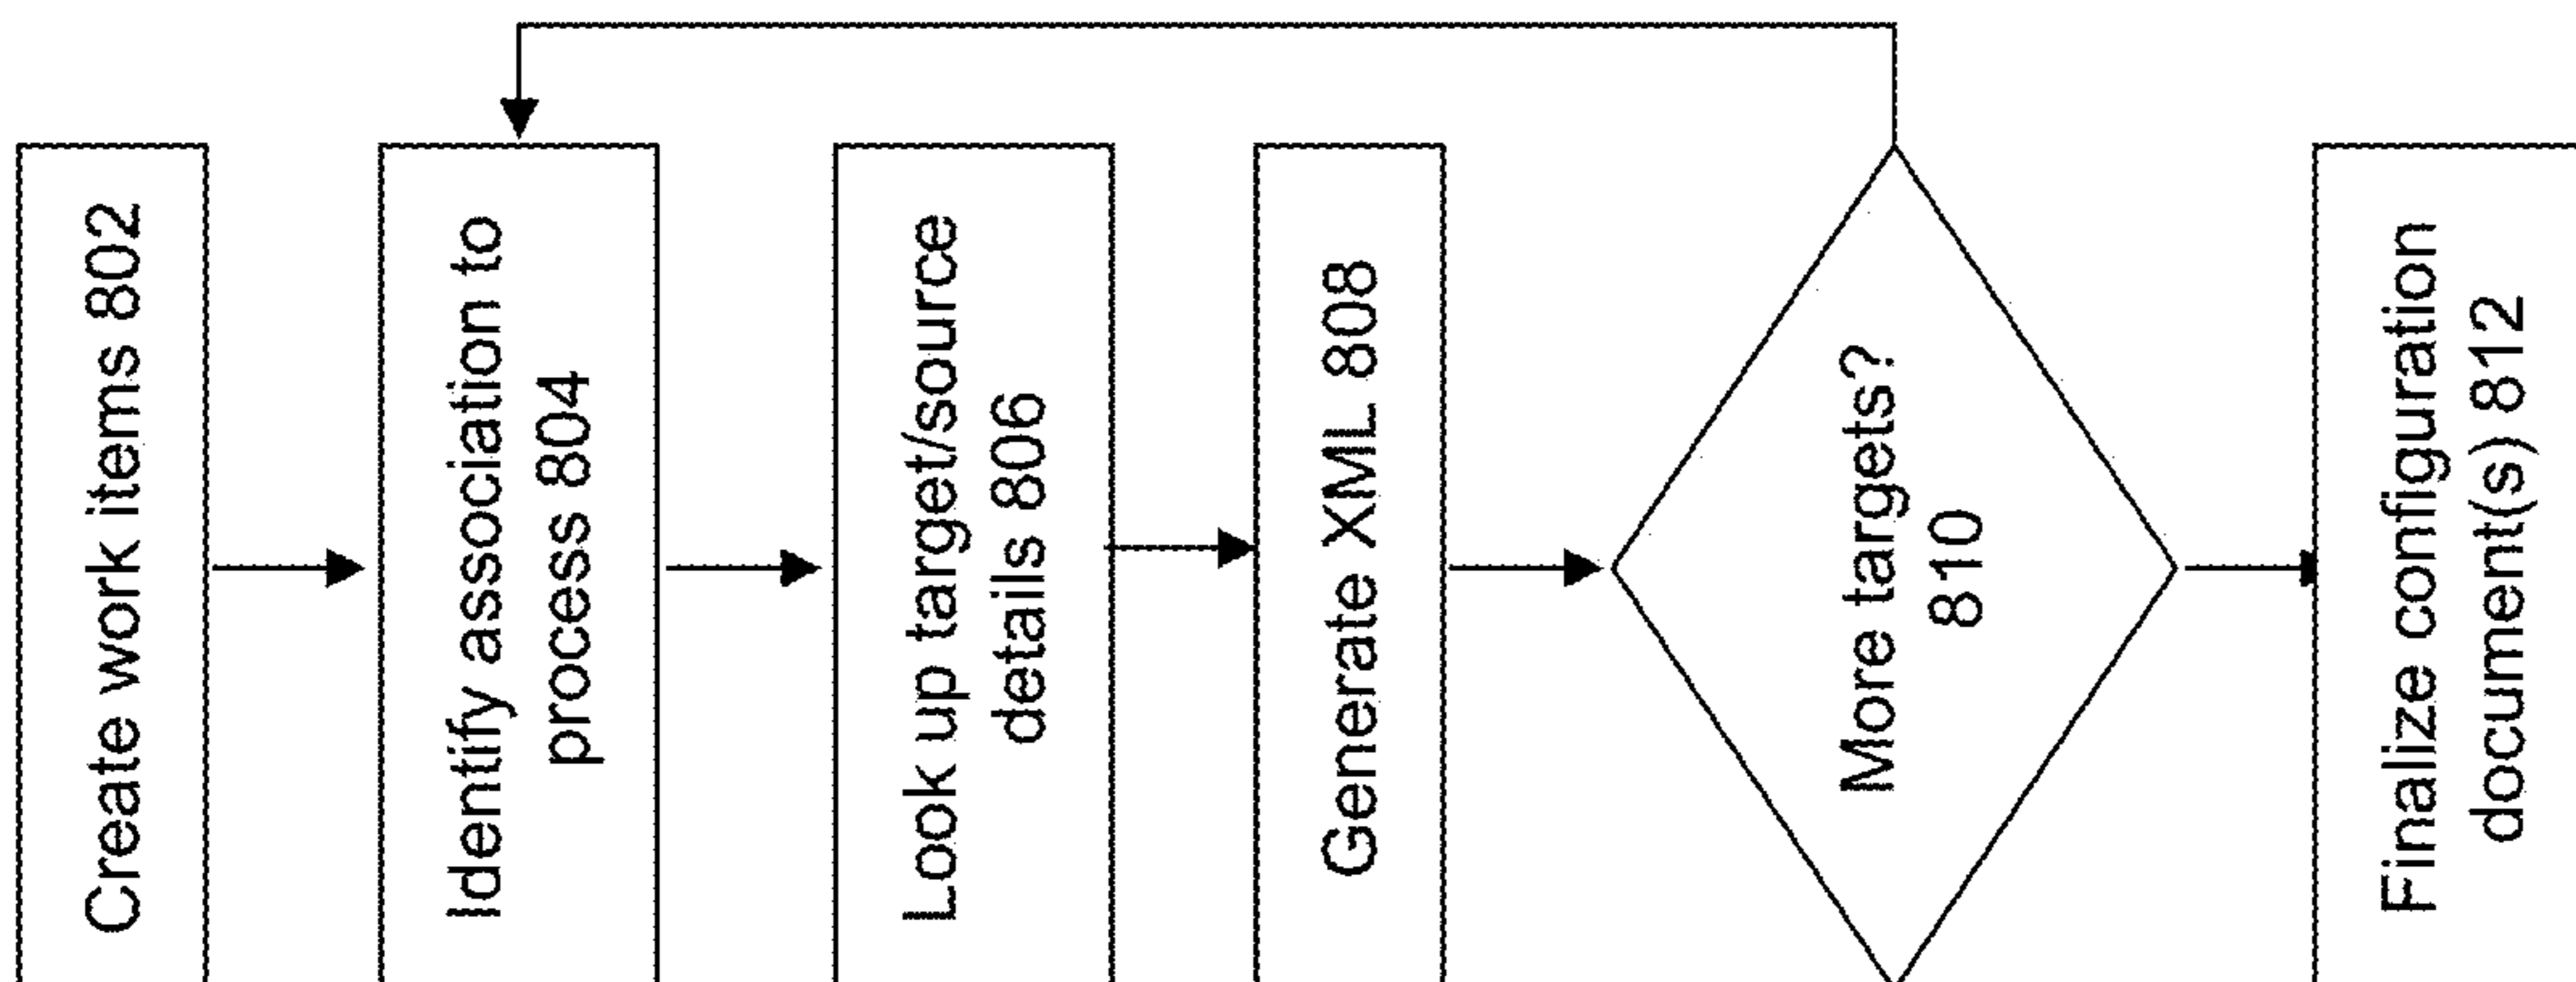 Create work items 802
Identify association to
process 804
Look up target/source
details 806
Generate XML 808
More targets?
810
Finalize configuration
document(s) 812